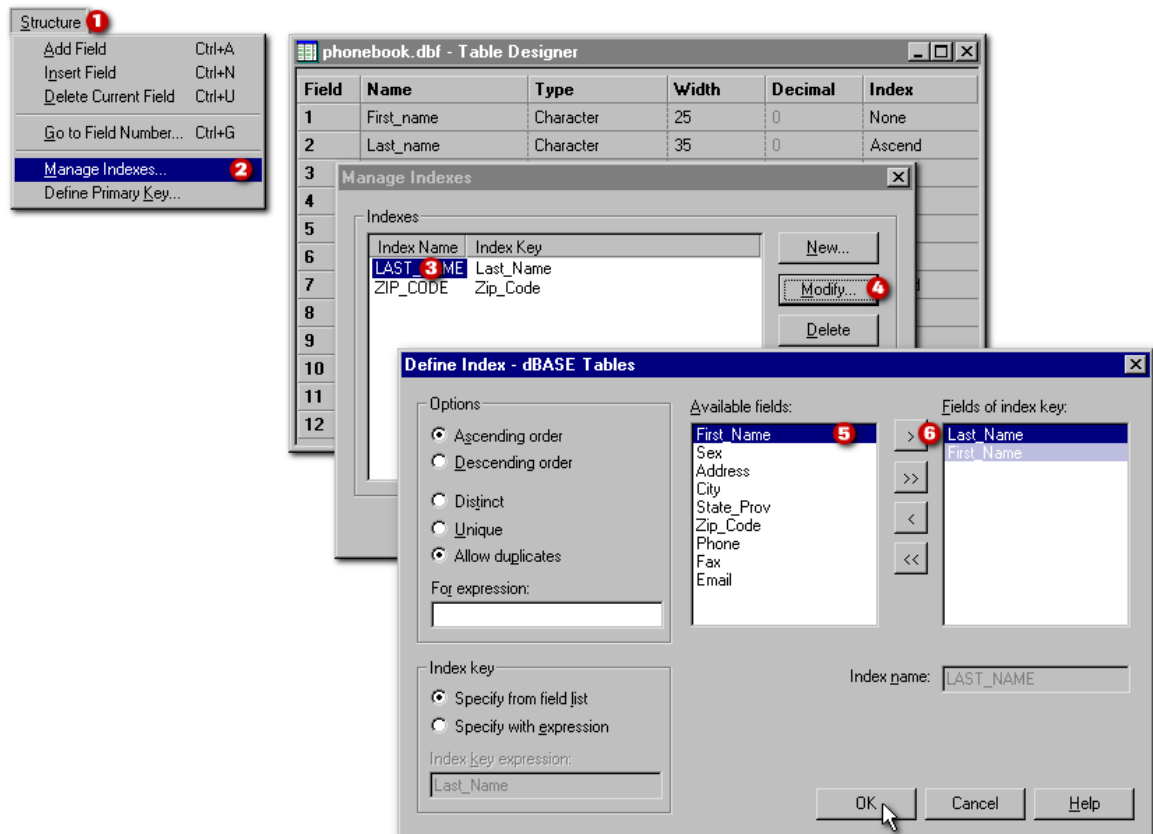 Structure 1
Add Field Ctrl+A
Insert Field Ctrl+N
Delete Current Field Ctrl+U
Go to Field Number... Ctrl+G
Manage Indexes... 2
Define Primary Key...
phonebook.dbf - Table Designer
Field Name Type Width Decimal Index
1 First_name Character 25 0 None
2 Last_name Character 35 0 Ascend
3
4
5
6
7
8
9
10
11
12
Manage Indexes
Indexes
Index Name Index Key
LAST_ 3 ME Last_Name
ZIP_CODE Zip_Code
New...
Modify... 4
Delete
Define Index - dBASE Tables
Options
Ascending order
Descending order
Distinct
Unique
Allow duplicates
For expression:
Index key
Specify from field list
Specify with expression
Index key expression:
Last_Name
Available fields:
First_Name 5
Sex
Address
City
State_Prov
Zip_Code
Phone
Fax
Email
> 6
>>
<
<<
Fields of index key:
Last_Name
First_Name
Index name: LAST_NAME
OK Cancel Help